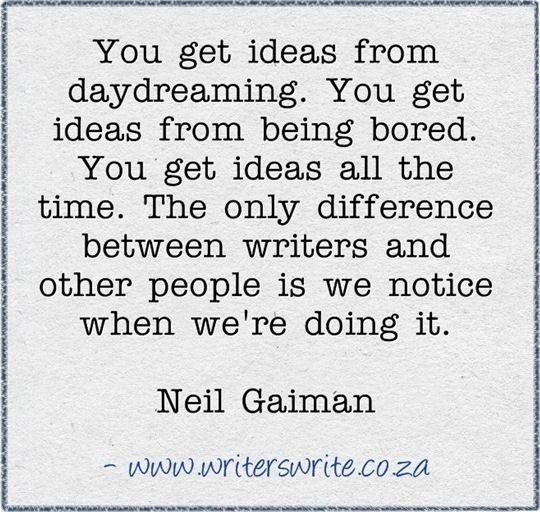 You get ideas from
daydreaming. You get
ideas from being bored.
You get ideas all the
time. The only difference
between writers and
other people is we notice
when we're doing it.
Neil Gaiman
- www.writerswrite.co.za